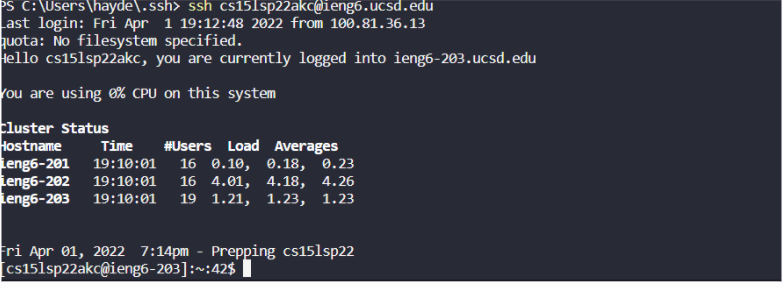 PS C:\Users\hayde\.ssh> ssh cs15lsp22akc@ieng6.ucsd.edu
Last login: Fri Apr  1 19:12:48 2022 from 100.81.36.13
quota: No filesystem specified.
Hello cs15lsp22akc, you are currently logged into ieng6-203.ucsd.edu
You are using 0% CPU on this system
Cluster Status
Hostname     Time    #Users  Load  Averages
ieng6-201   19:10:01   16  0.10,  0.18,  0.23
ieng6-202   19:10:01   16  4.01,  4.18,  4.26
ieng6-203   19:10:01   19  1.21,  1.23,  1.23
Fri Apr 01, 2022  7:14pm - Prepping cs15lsp22
[cs15lsp22akc@ieng6-203]:~:42$